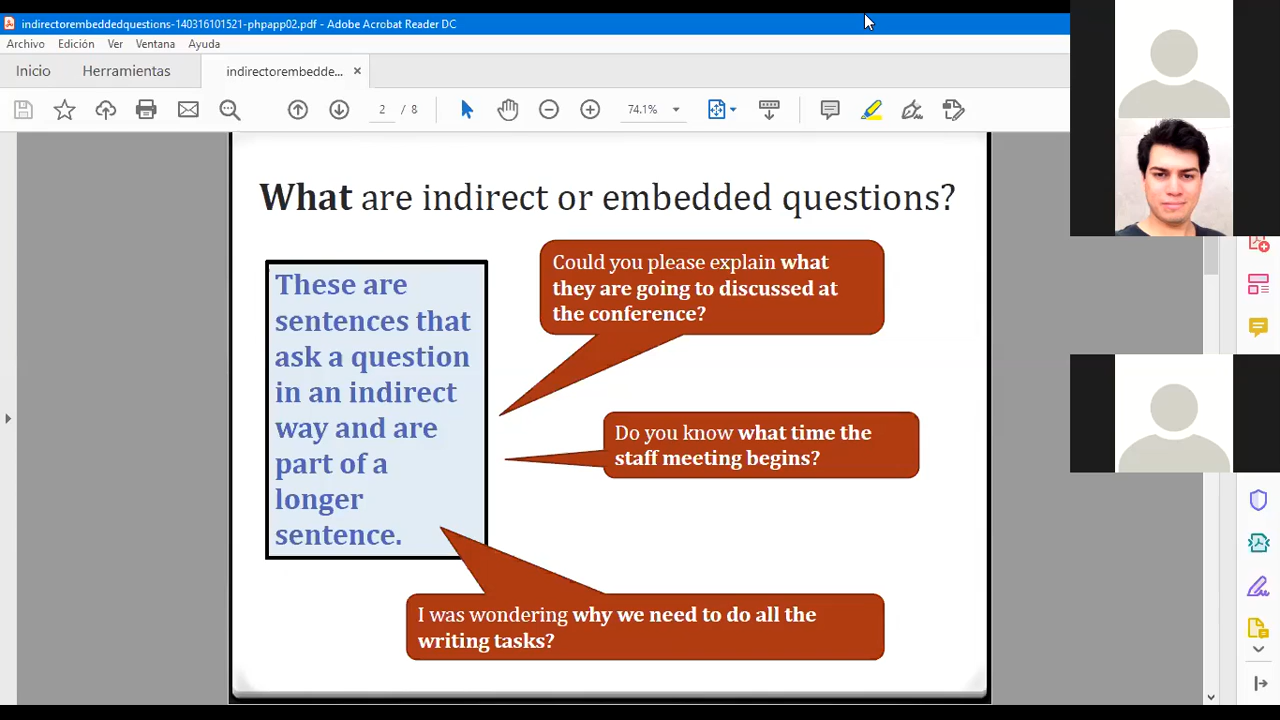 indirectorembeddedquestions-140316101521-phpapp02.pdf - Adobe Acrobat Reader DC
Archivo Edición Ver Ventana Ayuda
Inicio Herramientas indirectorembedde... ×
2 / 8 74.1%
What are indirect or embedded questions?
These are
sentences that
ask a question
in an indirect
way and are
part of a
longer
sentence.
Could you please explain what
they are going to discussed at
the conference?
Do you know what time the
staff meeting begins?
I was wondering why we need to do all the
writing tasks?